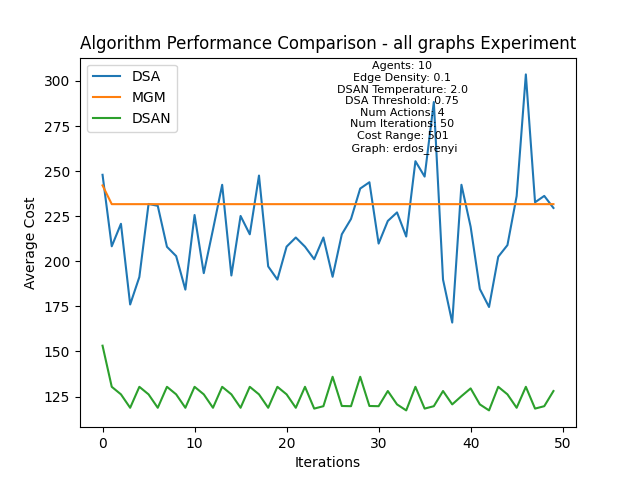 Algorithm Performance Comparison - all graphs Experiment
DSA
MGM
DSAN
Agents: 10
Edge Density: 0.1
DSAN Temperature: 2.0
DSA Threshold: 0.75
Num Actions: 4
Num Iterations: 50
Cost Range: 501
Graph: erdos_renyi
Average Cost
300
275
250
225
200
175
150
125
0 10 20 30 40 50
Iterations